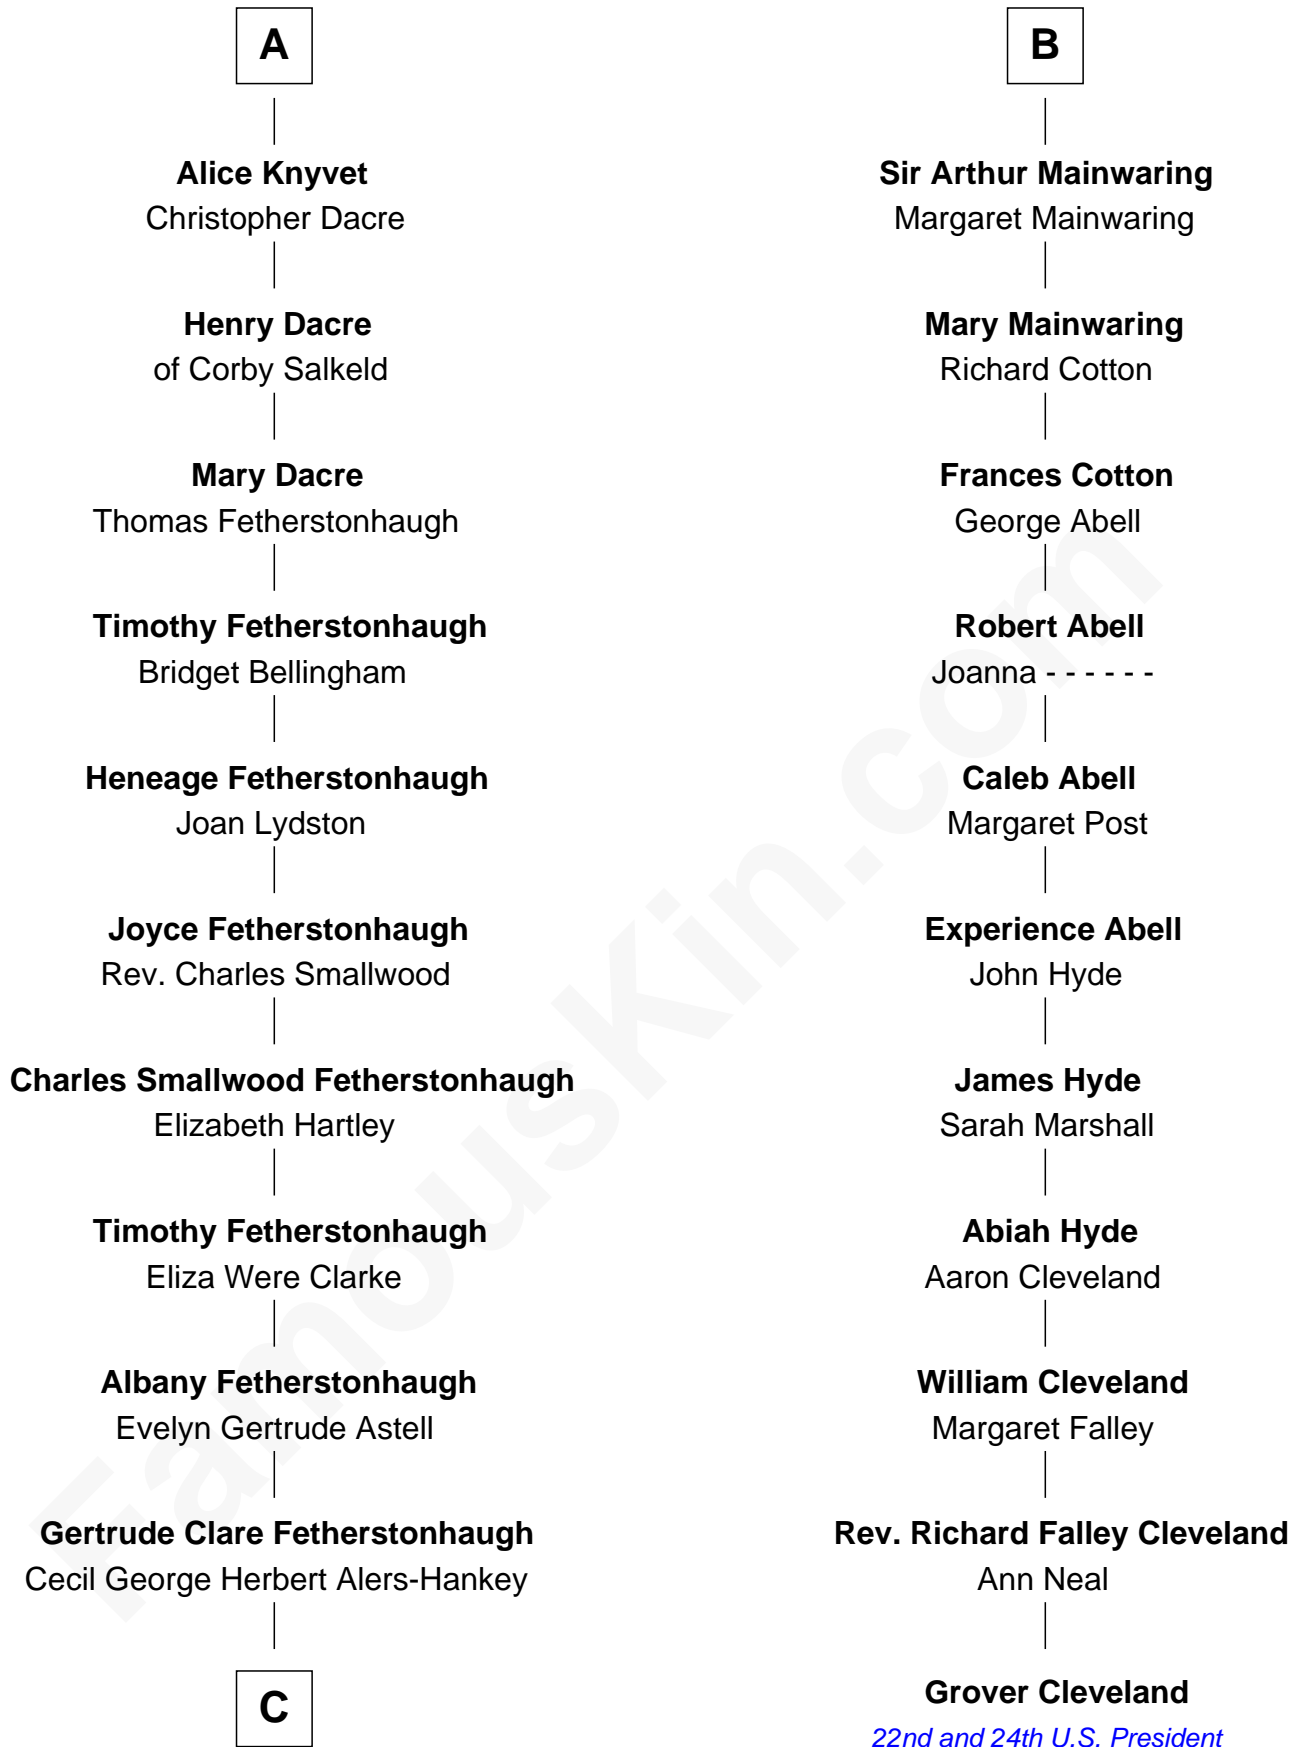 A
Alice Knyvet
Christopher Dacre
Henry Dacre
of Corby Salkeld
Mary Dacre
Thomas Fetherstonhaugh
Timothy Fetherstonhaugh
Bridget Bellingham
Heneage Fetherstonhaugh
Joan Lydston
Joyce Fetherstonhaugh
Rev. Charles Smallwood
Charles Smallwood Fetherstonhaugh
Elizabeth Hartley
Timothy Fetherstonhaugh
Eliza Were Clarke
Albany Fetherstonhaugh
Evelyn Gertrude Astell
Gertrude Clare Fetherstonhaugh
Cecil George Herbert Alers-Hankey
C
B
Sir Arthur Mainwaring
Margaret Mainwaring
Mary Mainwaring
Richard Cotton
Frances Cotton
George Abell
Robert Abell
Joanna - - - - - -
Caleb Abell
Margaret Post
Experience Abell
John Hyde
James Hyde
Sarah Marshall
Abiah Hyde
Aaron Cleveland
William Cleveland
Margaret Falley
Rev. Richard Falley Cleveland
Ann Neal
Grover Cleveland
22nd and 24th U.S. President
FamousKin.com